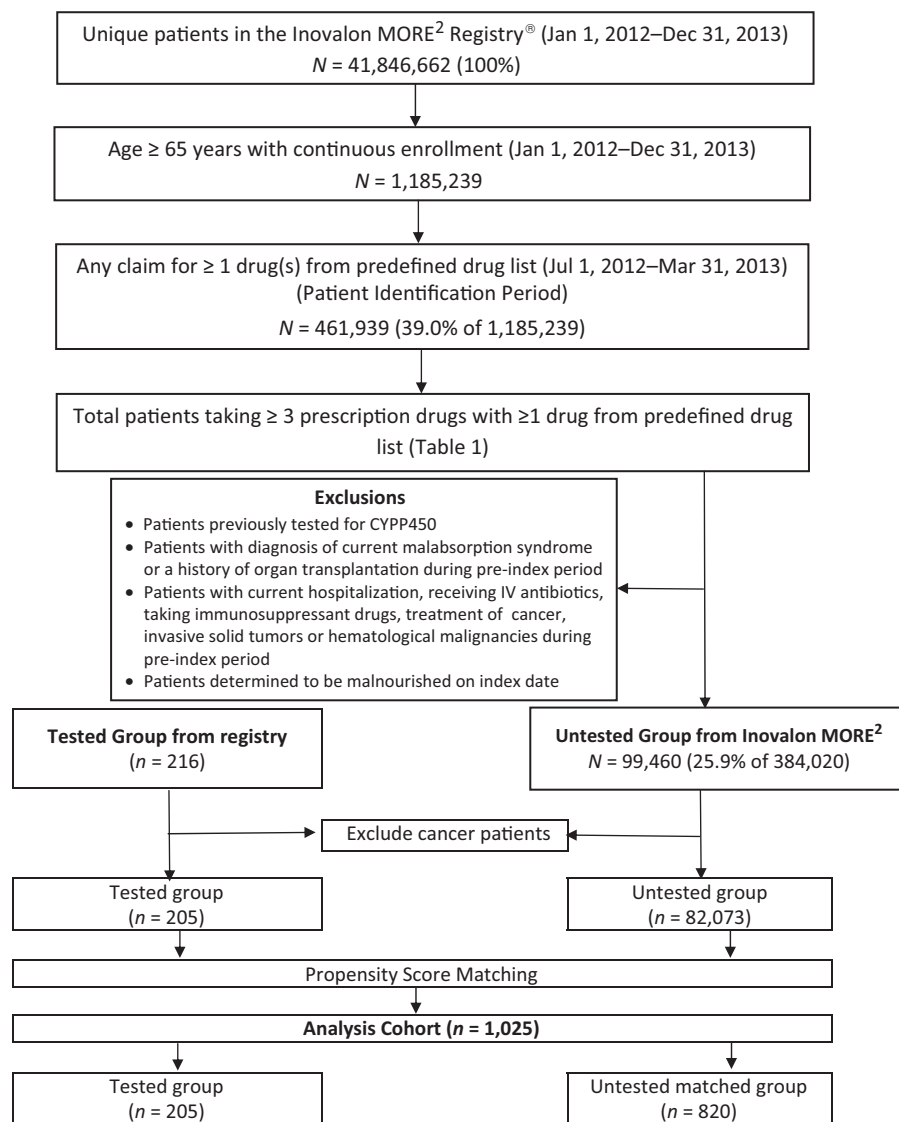 Unique patients in the Inovalon MORE² Registry® (Jan 1, 2012–Dec 31, 2013)
N = 41,846,662 (100%)
Age ≥ 65 years with continuous enrollment (Jan 1, 2012–Dec 31, 2013)
N = 1,185,239
Any claim for ≥ 1 drug(s) from predefined drug list (Jul 1, 2012–Mar 31, 2013)
(Patient Identification Period)
N = 461,939 (39.0% of 1,185,239)
Total patients taking ≥ 3 prescription drugs with ≥1 drug from predefined drug
list (Table 1)
Exclusions
• Patients previously tested for CYPP450
• Patients with diagnosis of current malabsorption syndrome
or a history of organ transplantation during pre-index period
• Patients with current hospitalization, receiving IV antibiotics,
taking immunosuppressant drugs, treatment of cancer,
invasive solid tumors or hematological malignancies during
pre-index period
• Patients determined to be malnourished on index date
Tested Group from registry
(n = 216)
Untested Group from Inovalon MORE²
N = 99,460 (25.9% of 384,020)
Exclude cancer patients
Tested group
(n = 205)
Untested group
(n = 82,073)
Propensity Score Matching
Analysis Cohort (n = 1,025)
Tested group
(n = 205)
Untested matched group
(n = 820)